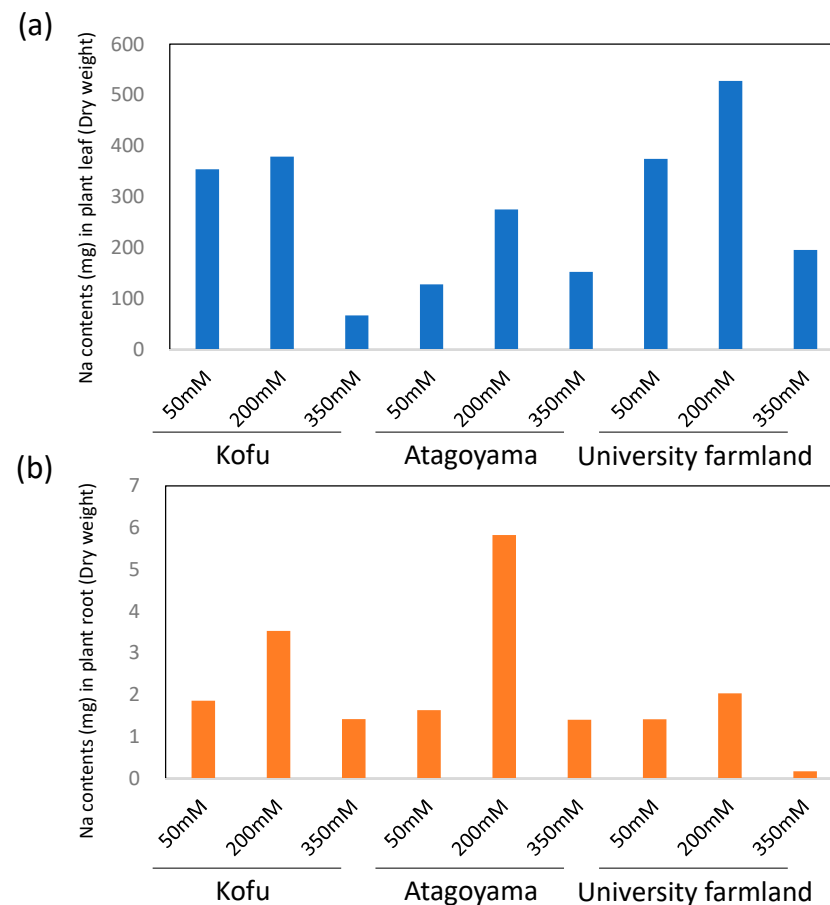 (a)
Na contents (mg) in plant leaf (Dry weight)
600
500
400
300
200
100
0
50mM
200mM
350mM
50mM
200mM
350mM
50mM
200mM
350mM
Kofu
Atagoyama
University farmland
(b)
Na contents (mg) in plant root (Dry weight)
7
6
5
4
3
2
1
0
50mM
200mM
350mM
50mM
200mM
350mM
50mM
200mM
350mM
Kofu
Atagoyama
University farmland